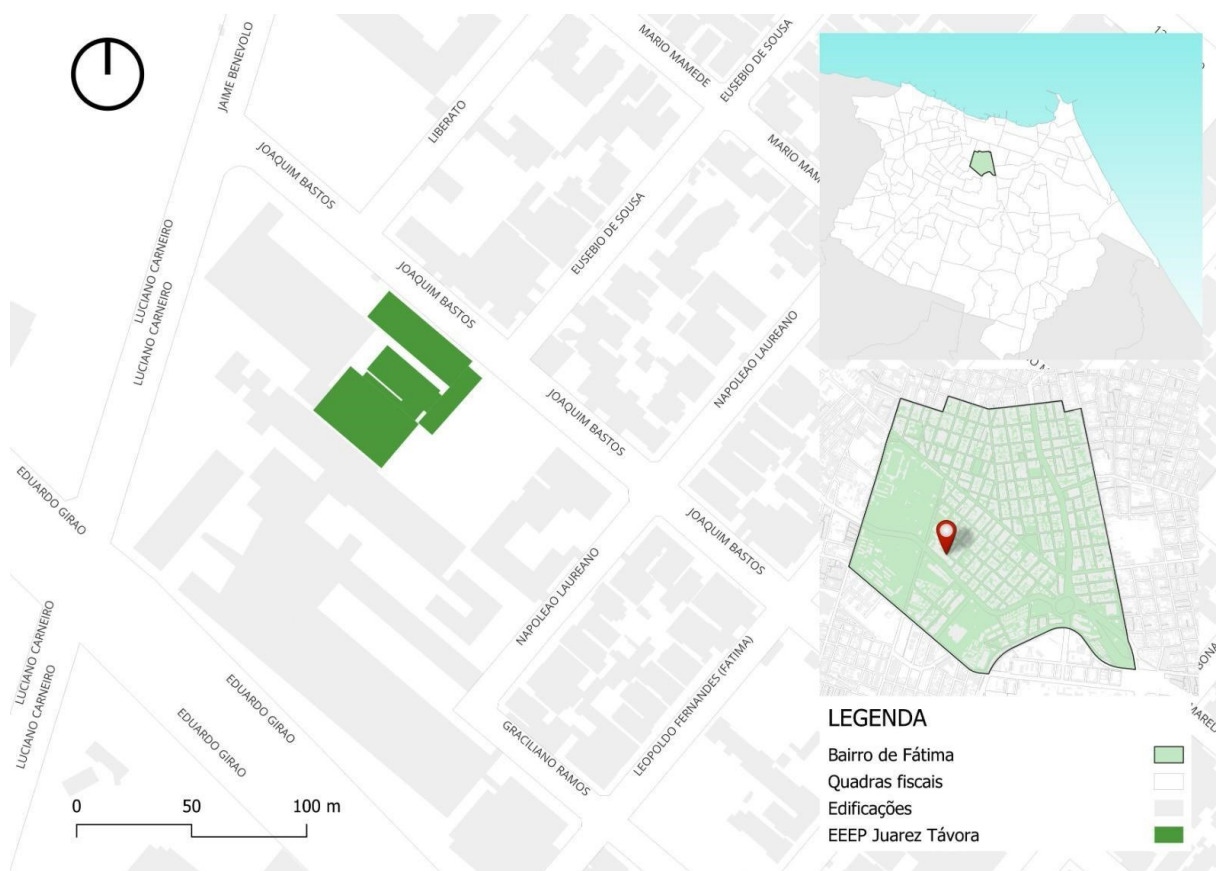 JAIME BENEVOLO
MARIO MAMEDE
EUSEBIO DE SOUSA
LIBERATO
JOAQUIM BASTOS
MARIO MAM
LUCIANO CARNEIRO
LUCIANO CARNEIRO
EUSEBIO DE SOUSA
JOAQUIM BASTOS
NAPOLEAO LAUREANO
JOAQUIM BASTOS
EDUARDO GIRAO
JOAQUIM BASTOS
NAPOLEAO LAUREANO
LUCIANO CARNEIRO
LUCIANO CARNEIRO
EDUARDO GIRAO
EDUARDO GIRAO
LEOPOLDO FERNANDES (FATIMA)
GRACILIANO RAMOS
0 50 100 m
LEGENDA
Bairro de Fátima
Quadras fiscais
Edificações
EEEP Juarez Távora